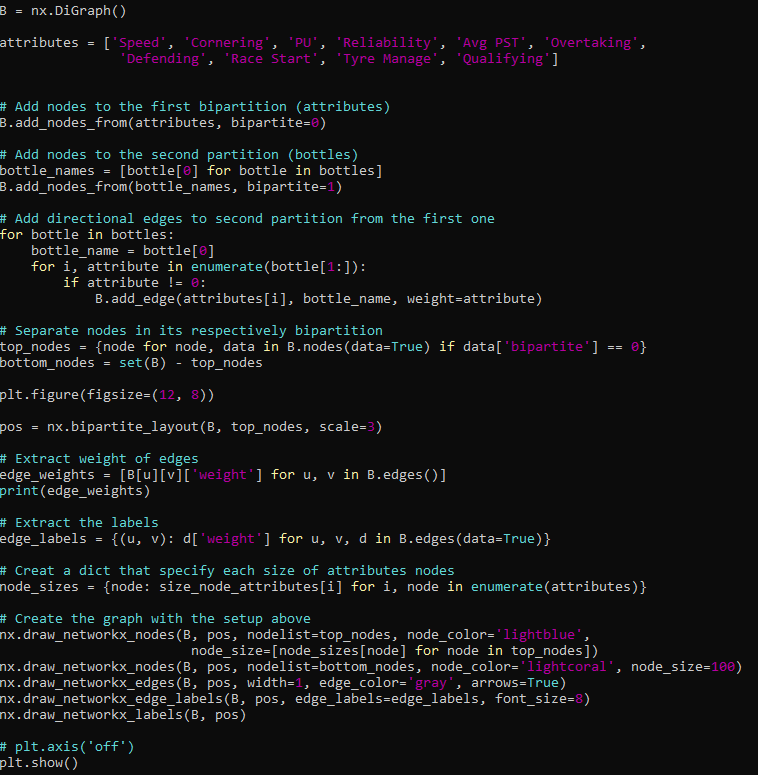 B = nx.DiGraph()
attributes = ['Speed', 'Cornering', 'PU', 'Reliability', 'Avg PST', 'Overtaking',
'Defending', 'Race Start', 'Tyre Manage', 'Qualifying']
# Add nodes to the first bipartition (attributes)
B.add_nodes_from(attributes, bipartite=0)
# Add nodes to the second partition (bottles)
bottle_names = [bottle[0] for bottle in bottles]
B.add_nodes_from(bottle_names, bipartite=1)
# Add directional edges to second partition from the first one
for bottle in bottles:
bottle_name = bottle[0]
for i, attribute in enumerate(bottle[1:]):
if attribute != 0:
B.add_edge(attributes[i], bottle_name, weight=attribute)
# Separate nodes in its respectively bipartition
top_nodes = {node for node, data in B.nodes(data=True) if data['bipartite'] == 0}
bottom_nodes = set(B) - top_nodes
plt.figure(figsize=(12, 8))
pos = nx.bipartite_layout(B, top_nodes, scale=3)
# Extract weight of edges
edge_weights = [B[u][v]['weight'] for u, v in B.edges()]
print(edge_weights)
# Extract the labels
edge_labels = {(u, v): d['weight'] for u, v, d in B.edges(data=True)}
# Creat a dict that specify each size of attributes nodes
node_sizes = {node: size_node_attributes[i] for i, node in enumerate(attributes)}
# Create the graph with the setup above
nx.draw_networkx_nodes(B, pos, nodelist=top_nodes, node_color='lightblue',
node_size=[node_sizes[node] for node in top_nodes])
nx.draw_networkx_nodes(B, pos, nodelist=bottom_nodes, node_color='lightcoral', node_size=100)
nx.draw_networkx_edges(B, pos, width=1, edge_color='gray', arrows=True)
nx.draw_networkx_edge_labels(B, pos, edge_labels=edge_labels, font_size=8)
nx.draw_networkx_labels(B, pos)
# plt.axis('off')
plt.show()